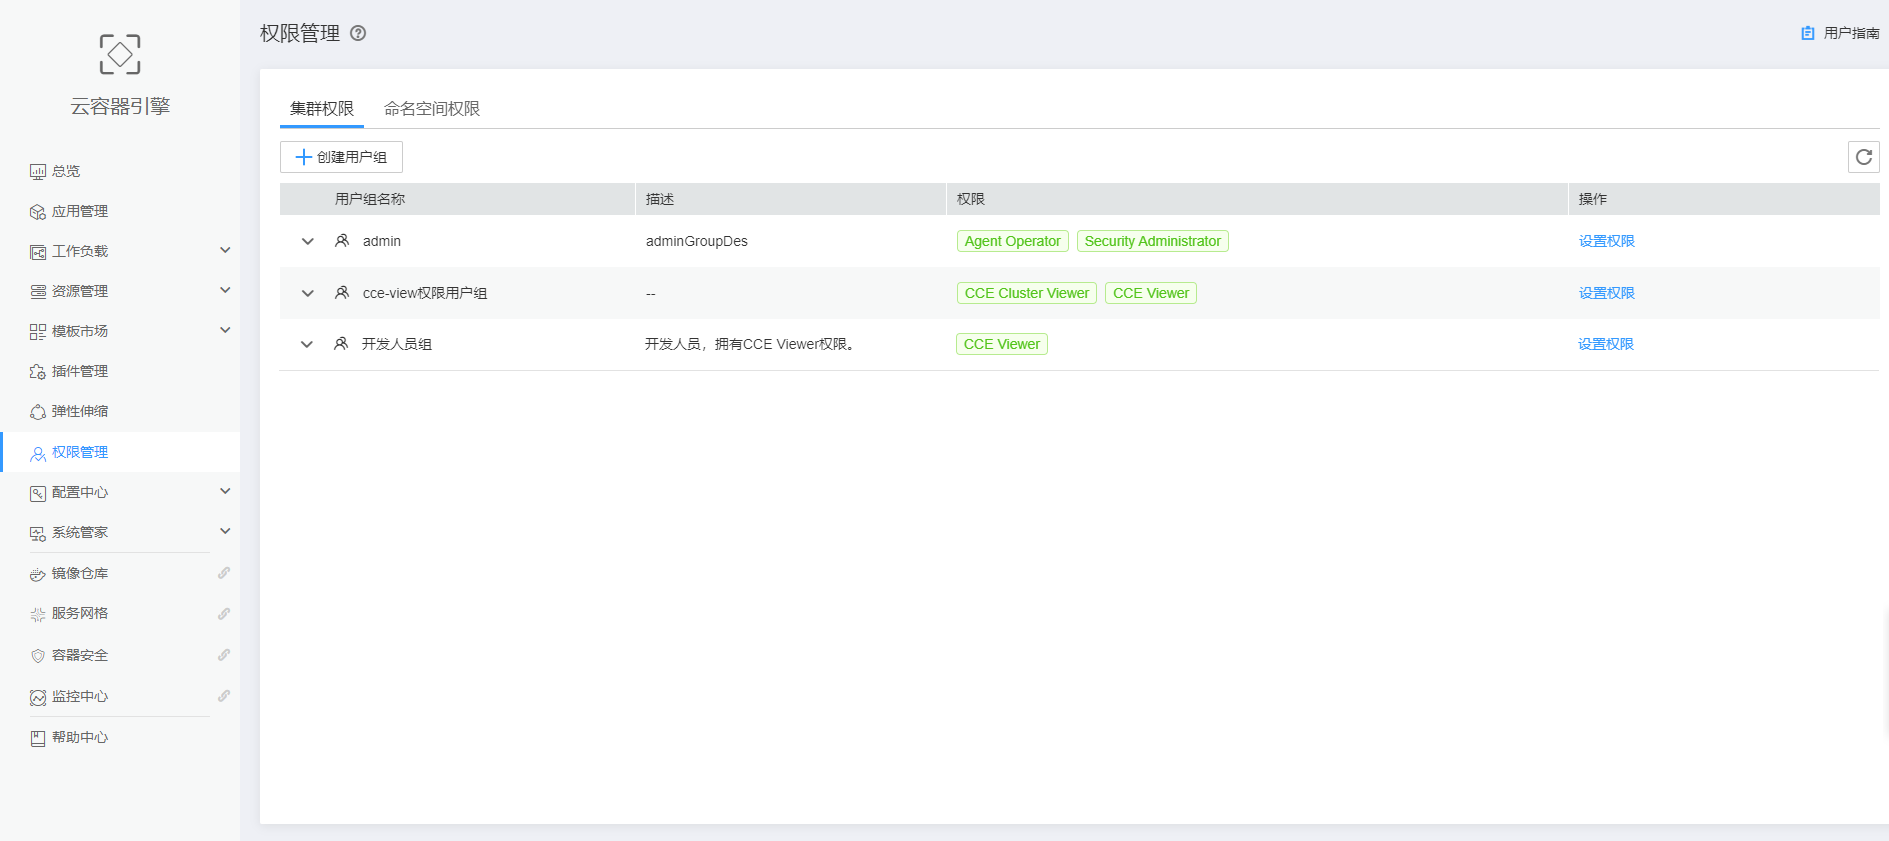 云容器引擎
总览
应用管理
工作负载
资源管理
模板市场
插件管理
弹性伸缩
权限管理
配置中心
系统管家
镜像仓库
服务网格
容器安全
监控中心
帮助中心
权限管理
用户指南
集群权限 命名空间权限
创建用户组
用户组名称 描述 权限 操作
admin adminGroupDes Agent Operator Security Administrator 设置权限
cce-view权限用户组 -- CCE Cluster Viewer CCE Viewer 设置权限
开发人员组 开发人员，拥有CCE Viewer权限。 CCE Viewer 设置权限